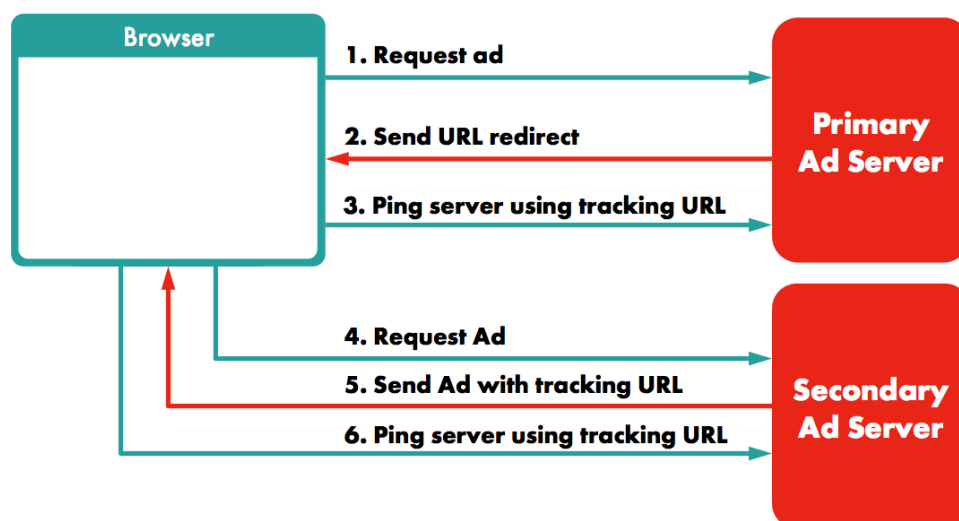 Browser
1. Request ad
2. Send URL redirect
3. Ping server using tracking URL
Primary
Ad Server
4. Request Ad
5. Send Ad with tracking URL
6. Ping server using tracking URL
Secondary
Ad Server